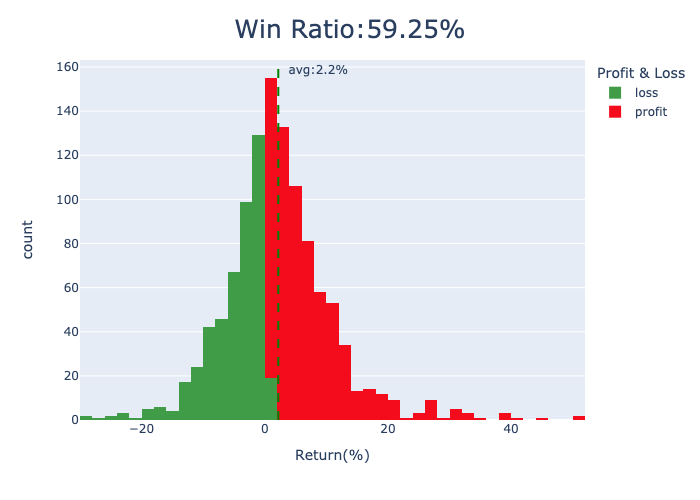 Win Ratio:59.25%
avg:2.2%
Profit & Loss
loss
profit
160
140
120
100
80
60
40
20
0
count
−20
0
20
40
Return(%)